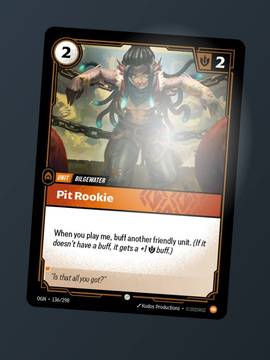 2
2
UNIT BILGEWATER
Pit Rookie
When you play me, buff another friendly unit. (If it
doesn't have a buff, it gets a +1 buff.)
"Is that all you got?"
OGN • 136/298
Kudos Productions